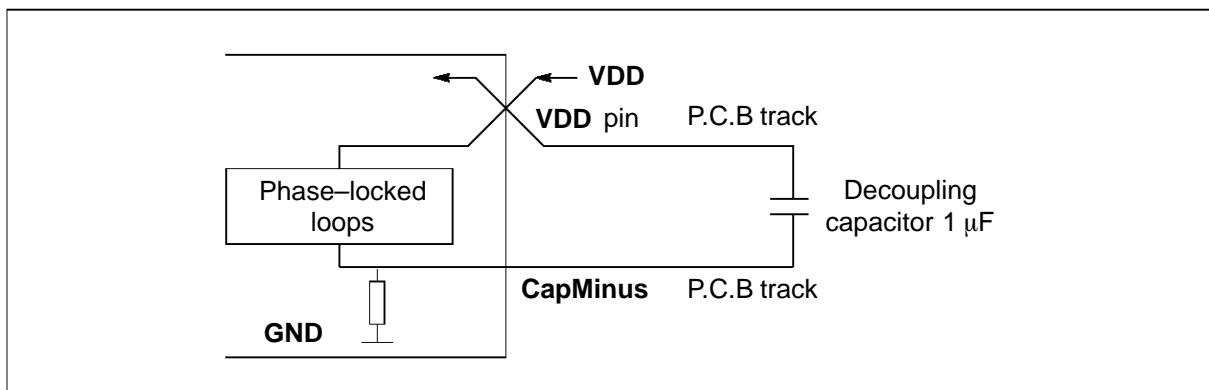 VDD
VDD pin
P.C.B track
Phase–locked
loops
Decoupling
capacitor 1 μF
CapMinus
P.C.B track
GND